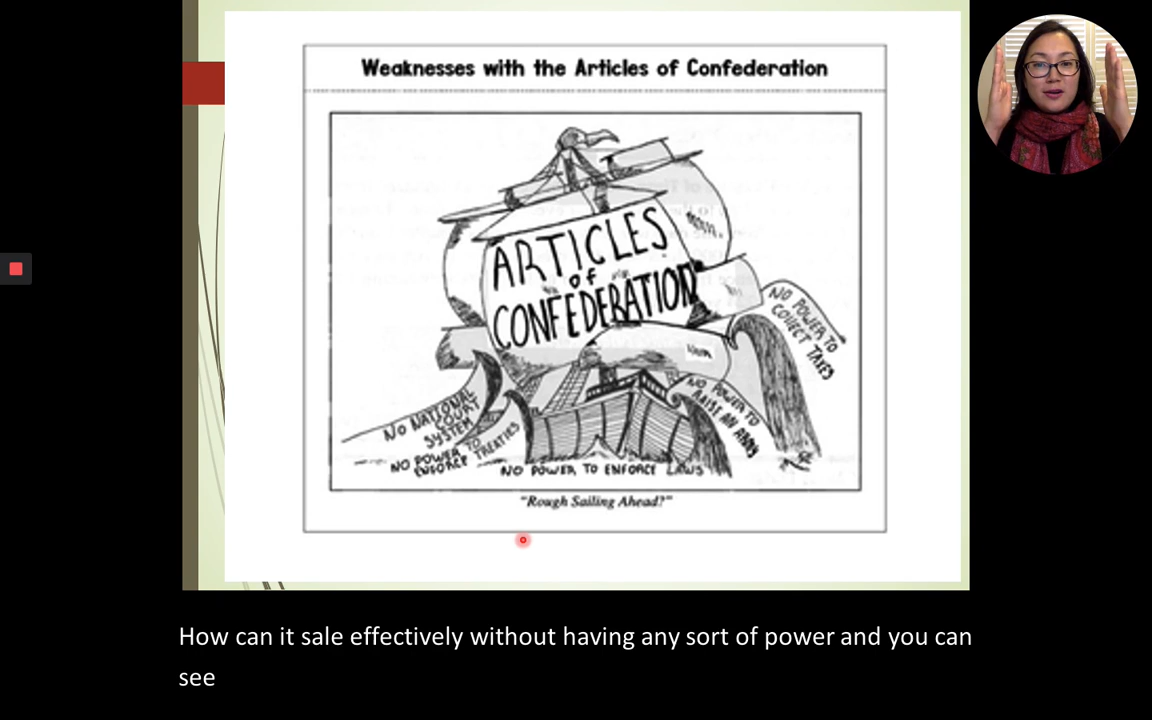 Weaknesses with the Articles of Confederation
ARTICLES
of
CONFEDERATION
NO POWER TO
COLLECT TAXES
NO NATIONAL
COURT
SYSTEM
NO POWER TO
ENFORCE TREATIES
NO POWER TO
RAISE AN ARMY
NO POWER TO ENFORCE LAWS
"Rough Sailing Ahead?"
How can it sale effectively without having any sort of power and you can
see